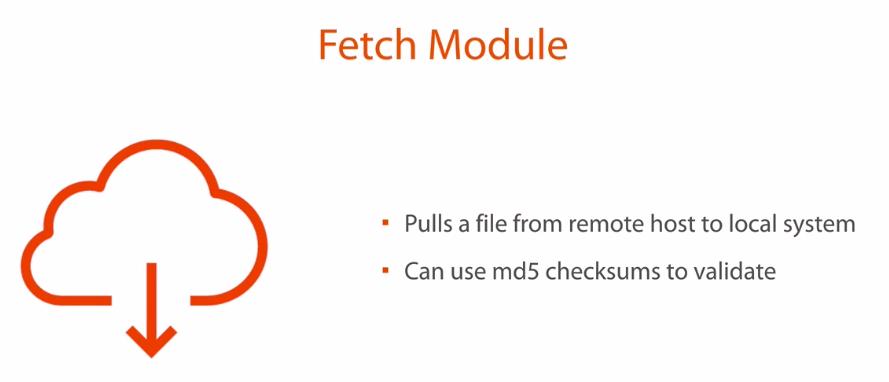 Fetch Module
▪ Pulls a file from remote host to local system
▪ Can use md5 checksums to validate